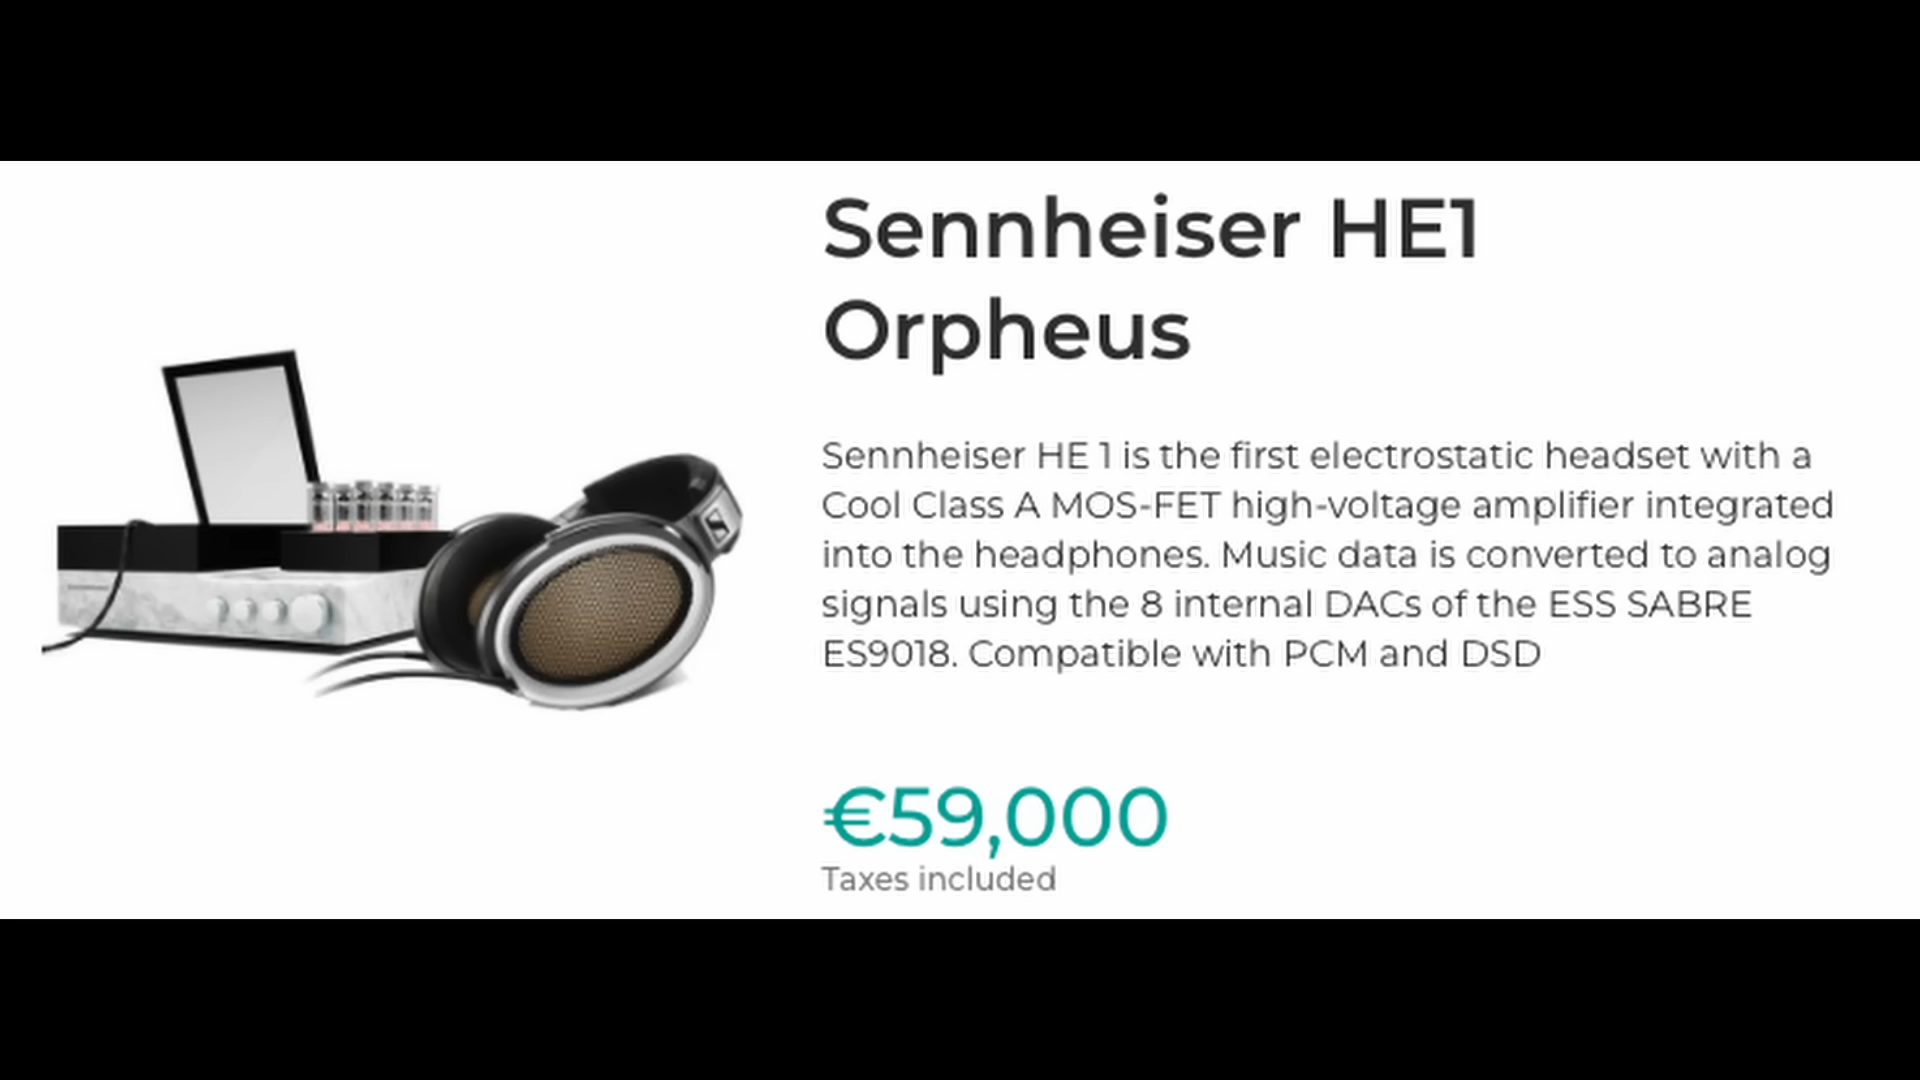 Sennheiser HE1
Orpheus
Sennheiser HE 1 is the first electrostatic headset with a
Cool Class A MOS-FET high-voltage amplifier integrated
into the headphones. Music data is converted to analog
signals using the 8 internal DACs of the ESS SABRE
ES9018. Compatible with PCM and DSD
€59,000
Taxes included